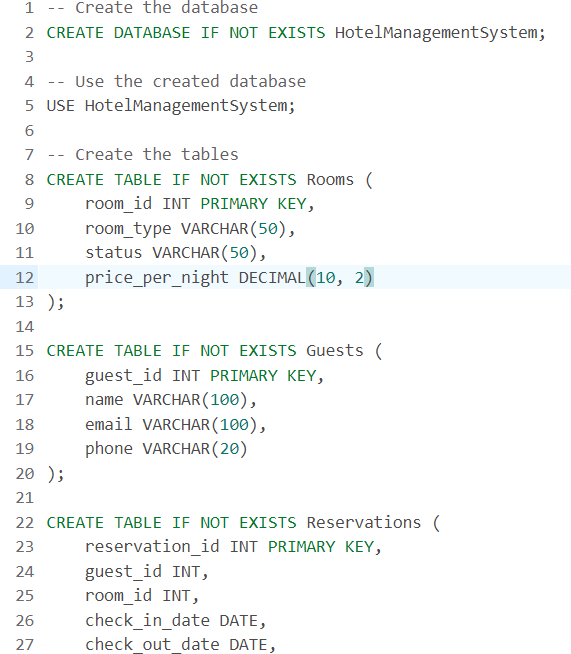 1 -- Create the database
2 CREATE DATABASE IF NOT EXISTS HotelManagementSystem;
3
4 -- Use the created database
5 USE HotelManagementSystem;
6
7 -- Create the tables
8 CREATE TABLE IF NOT EXISTS Rooms (
9     room_id INT PRIMARY KEY,
10     room_type VARCHAR(50),
11     status VARCHAR(50),
12     price_per_night DECIMAL(10, 2)
13 );
14
15 CREATE TABLE IF NOT EXISTS Guests (
16     guest_id INT PRIMARY KEY,
17     name VARCHAR(100),
18     email VARCHAR(100),
19     phone VARCHAR(20)
20 );
21
22 CREATE TABLE IF NOT EXISTS Reservations (
23     reservation_id INT PRIMARY KEY,
24     guest_id INT,
25     room_id INT,
26     check_in_date DATE,
27     check_out_date DATE,